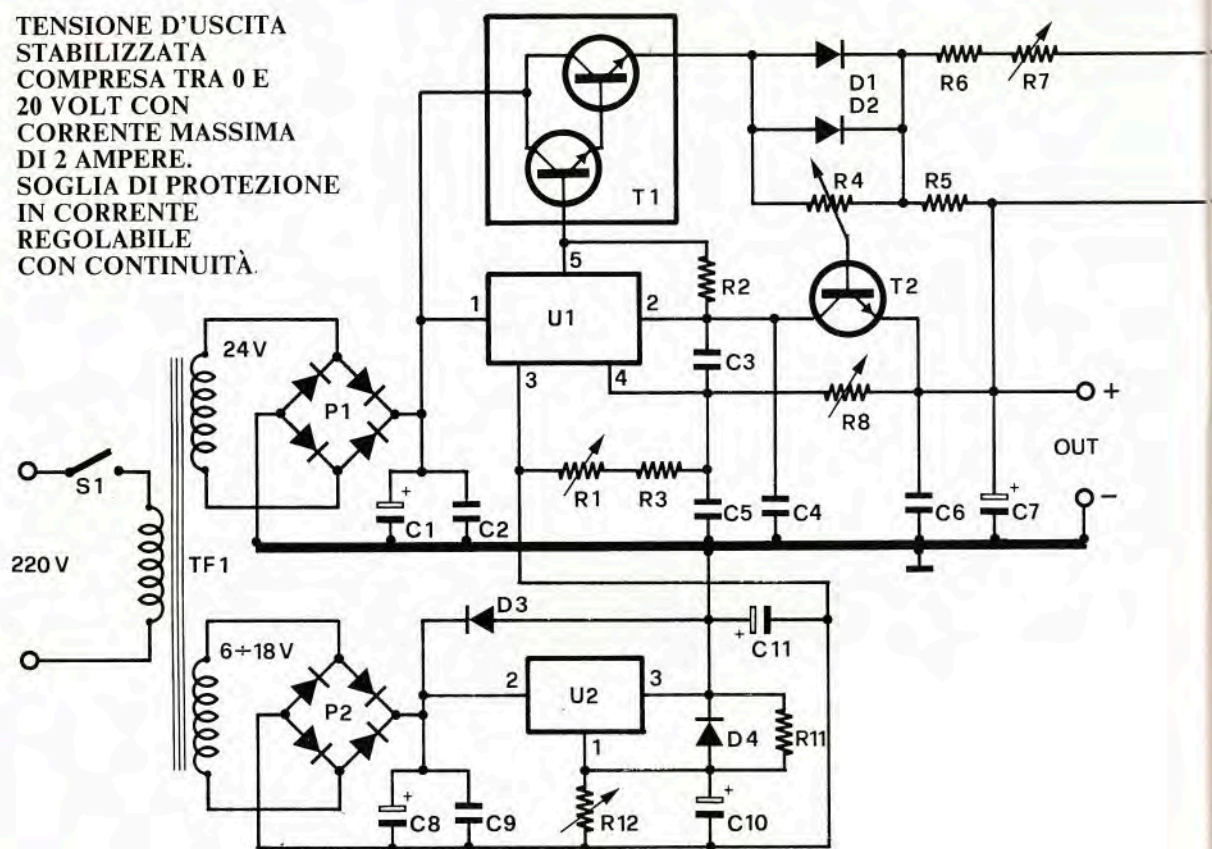 TENSIONE D'USCITA
STABILIZZATA
COMPRESA TRA 0 E
20 VOLT CON
CORRENTE MASSIMA
DI 2 AMPERE.
SOGLIA DI PROTEZIONE
IN CORRENTE
REGOLABILE
CON CONTINUITÀ.
T1
D1
D2
R6
R7
R4
R5
5
R2
T2
1
U1
2
24V
3
4
C3
P1
R8
+
OUT
S1
R1
R3
+
C1
C2
C5
C4
C6
+
C7
−
220V
TF1
D3
+
C11
6÷18V
2
U2
3
P2
1
D4
R11
+
C8
C9
R12
+
C10